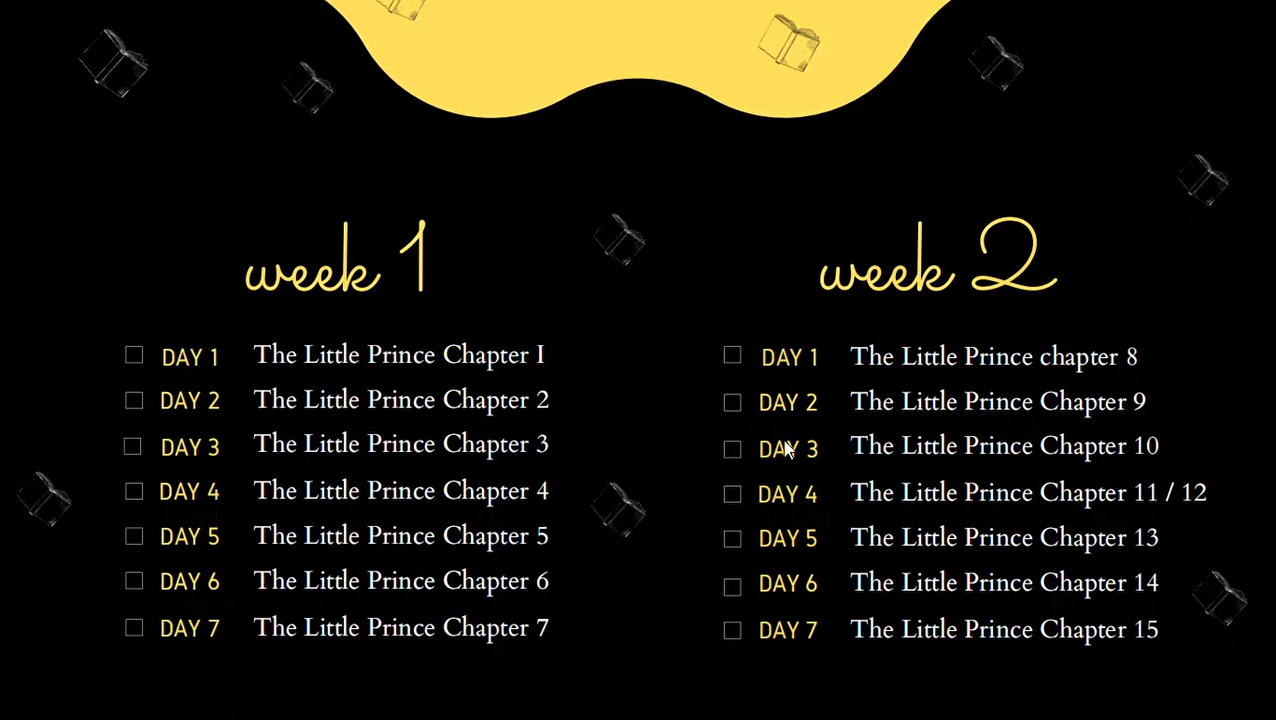 week 1
DAY 1 The Little Prince Chapter I
DAY 2 The Little Prince Chapter 2
DAY 3 The Little Prince Chapter 3
DAY 4 The Little Prince Chapter 4
DAY 5 The Little Prince Chapter 5
DAY 6 The Little Prince Chapter 6
DAY 7 The Little Prince Chapter 7
week 2
DAY 1 The Little Prince chapter 8
DAY 2 The Little Prince Chapter 9
DAY 3 The Little Prince Chapter 10
DAY 4 The Little Prince Chapter 11 / 12
DAY 5 The Little Prince Chapter 13
DAY 6 The Little Prince Chapter 14
DAY 7 The Little Prince Chapter 15